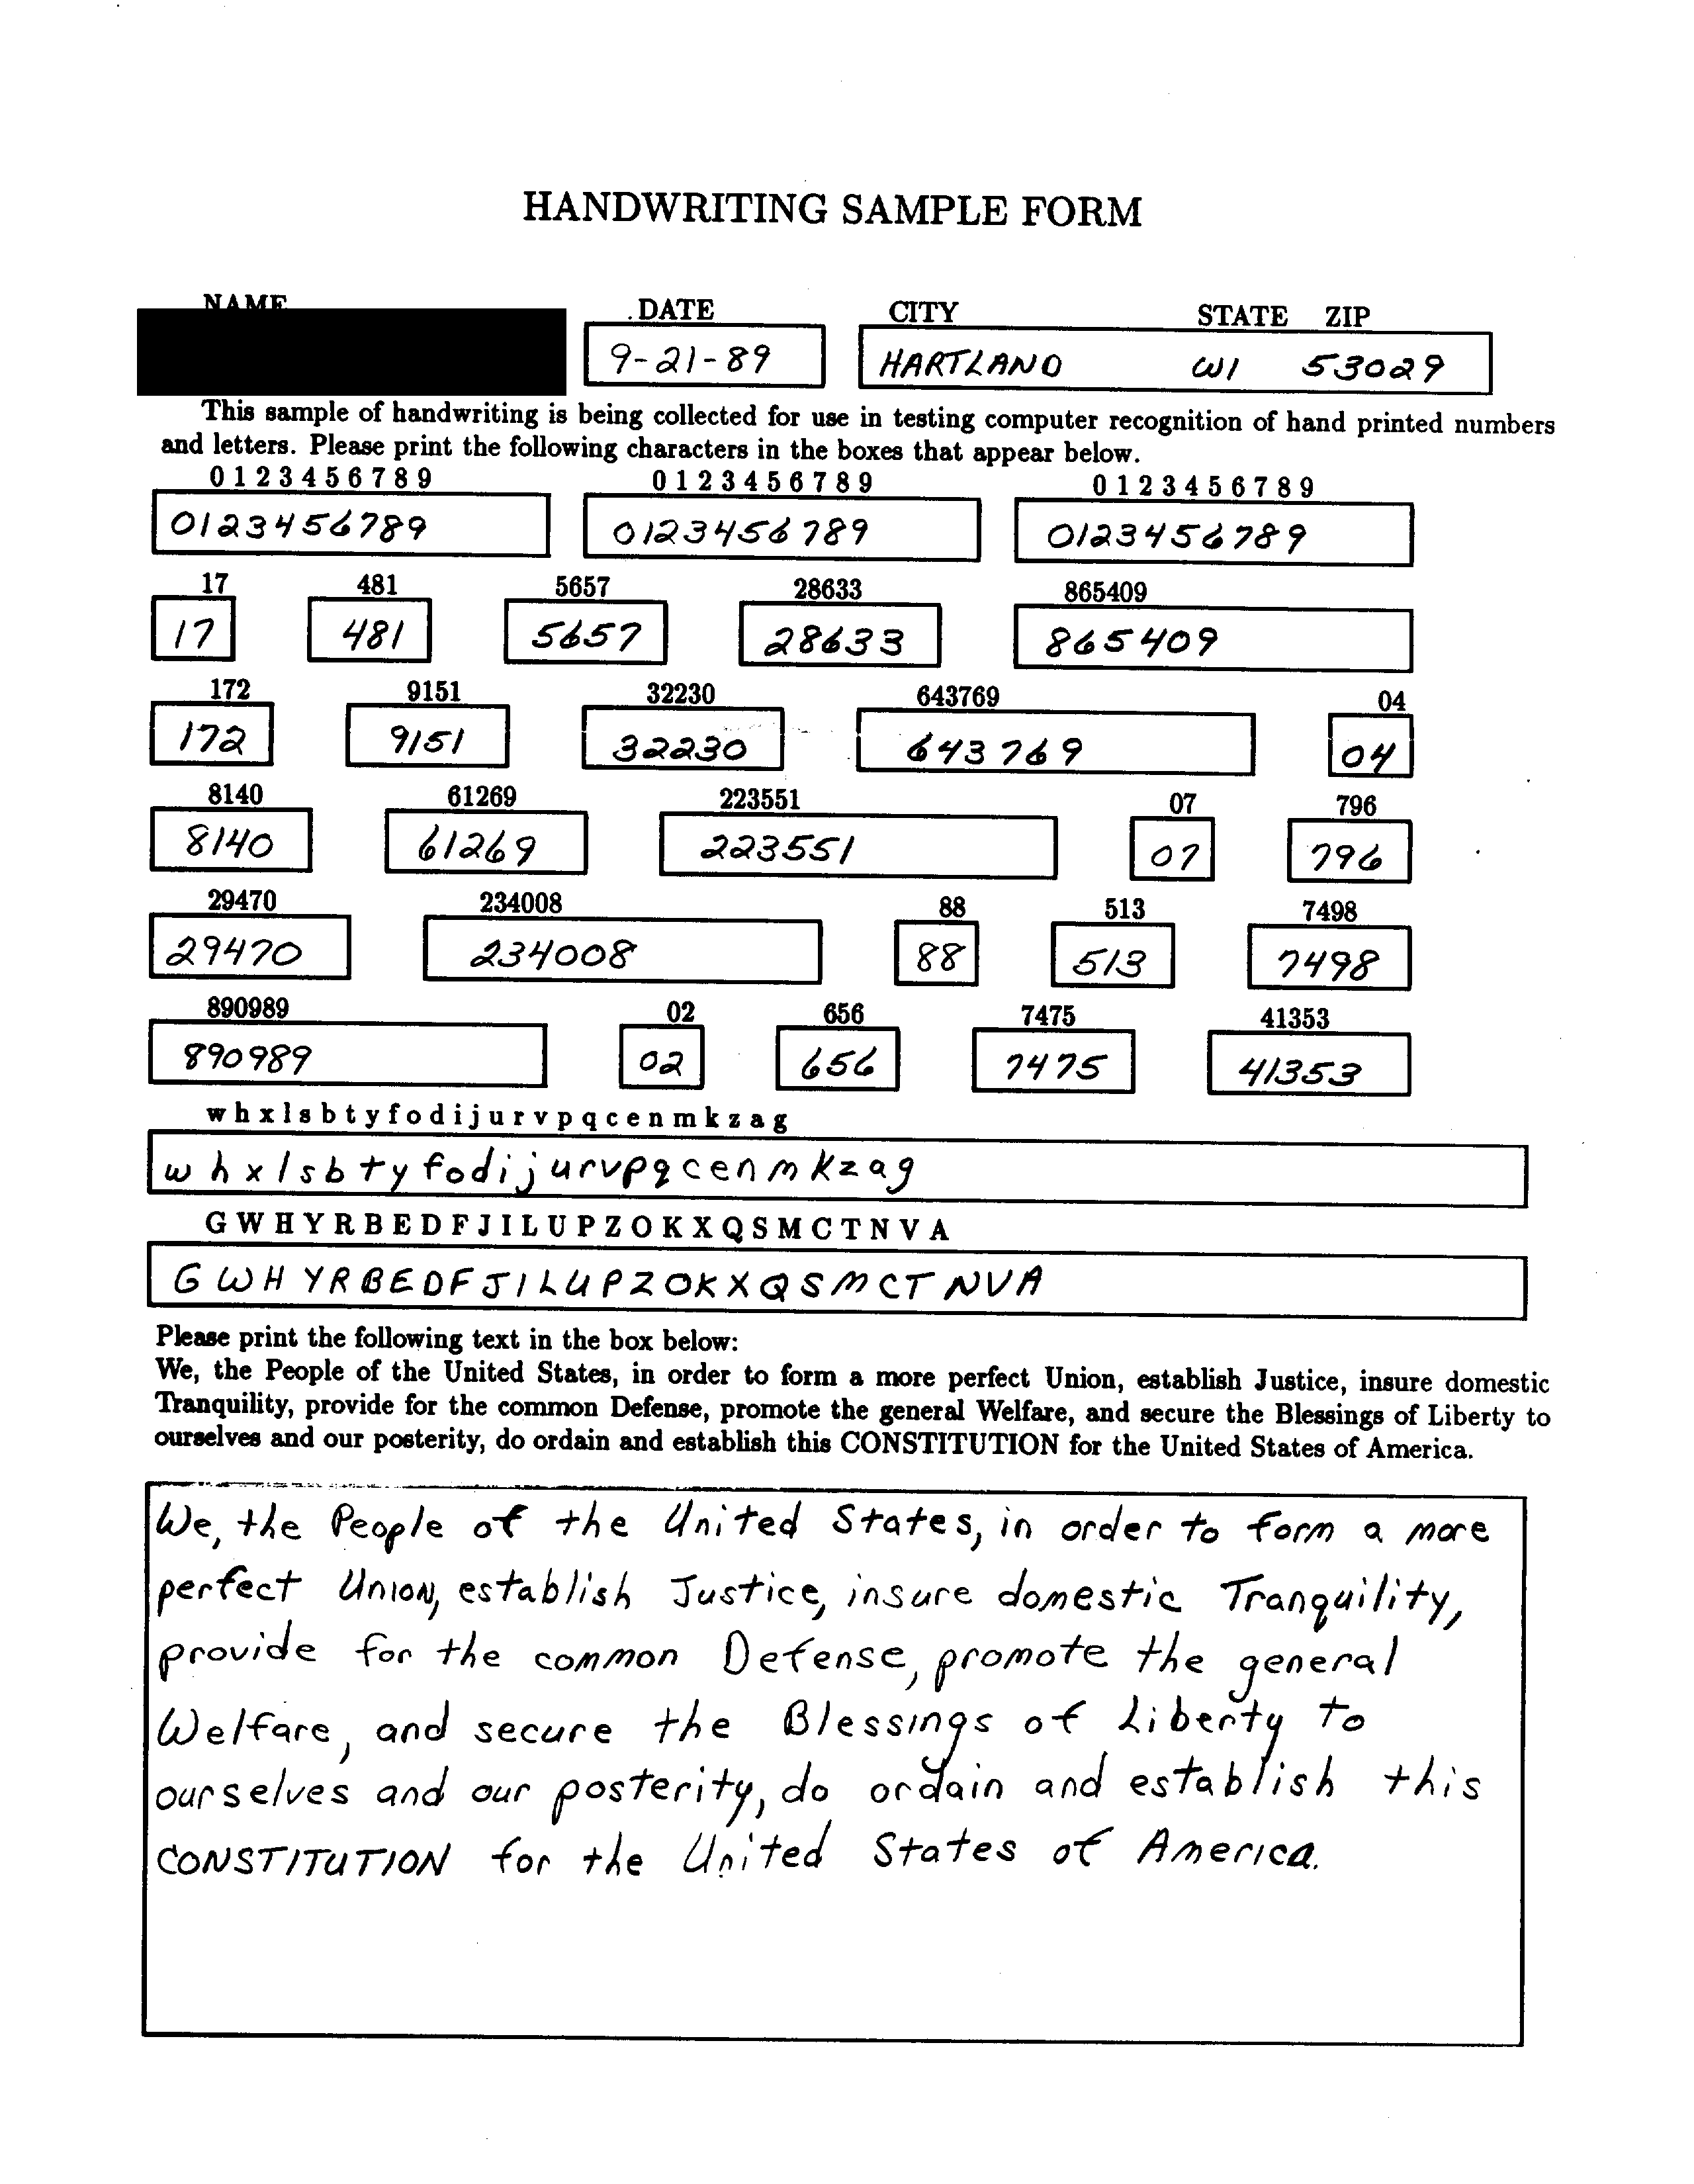 HANDWRITING SAMPLE FORM
NAME DATE CITY STATE ZIP
9-21-89 HARTLAND WI 53029
This sample of handwriting is being collected for use in testing computer recognition of hand printed numbers
and letters. Please print the following characters in the boxes that appear below.
0 1 2 3 4 5 6 7 8 9 0 1 2 3 4 5 6 7 8 9 0 1 2 3 4 5 6 7 8 9
0123456789 0123456789 0123456789
17 481 5657 28633 865409
17 481 5657 28633 865409
172 9151 32230 643769 04
172 9151 32230 643769 04
8140 61269 223551 07 796
8140 61269 223551 07 796
29470 234008 88 513 7498
29470 234008 88 513 7498
890989 02 656 7475 41353
890989 02 656 7475 41353
w h x l s b t y f o d i j u r v p q c e n m k z a g
w h x l s b t y f o d i j u r v p q c e n m k z a g
G W H Y R B E D F J I L U P Z O K X Q S M C T N V A
G W H Y R B E D F J I L U P Z O K X Q S M C T N V A
Please print the following text in the box below:
We, the People of the United States, in order to form a more perfect Union, establish Justice, insure domestic
Tranquility, provide for the common Defense, promote the general Welfare, and secure the Blessings of Liberty to
ourselves and our posterity, do ordain and establish this CONSTITUTION for the United States of America.
We, the People of the United States, in order to form a more
perfect Union, establish Justice, insure domestic Tranquility,
provide for the common Defense, promote the general
Welfare, and secure the Blessings of Liberty to
ourselves and our posterity, do ordain and establish this
CONSTITUTION for the United States of America.